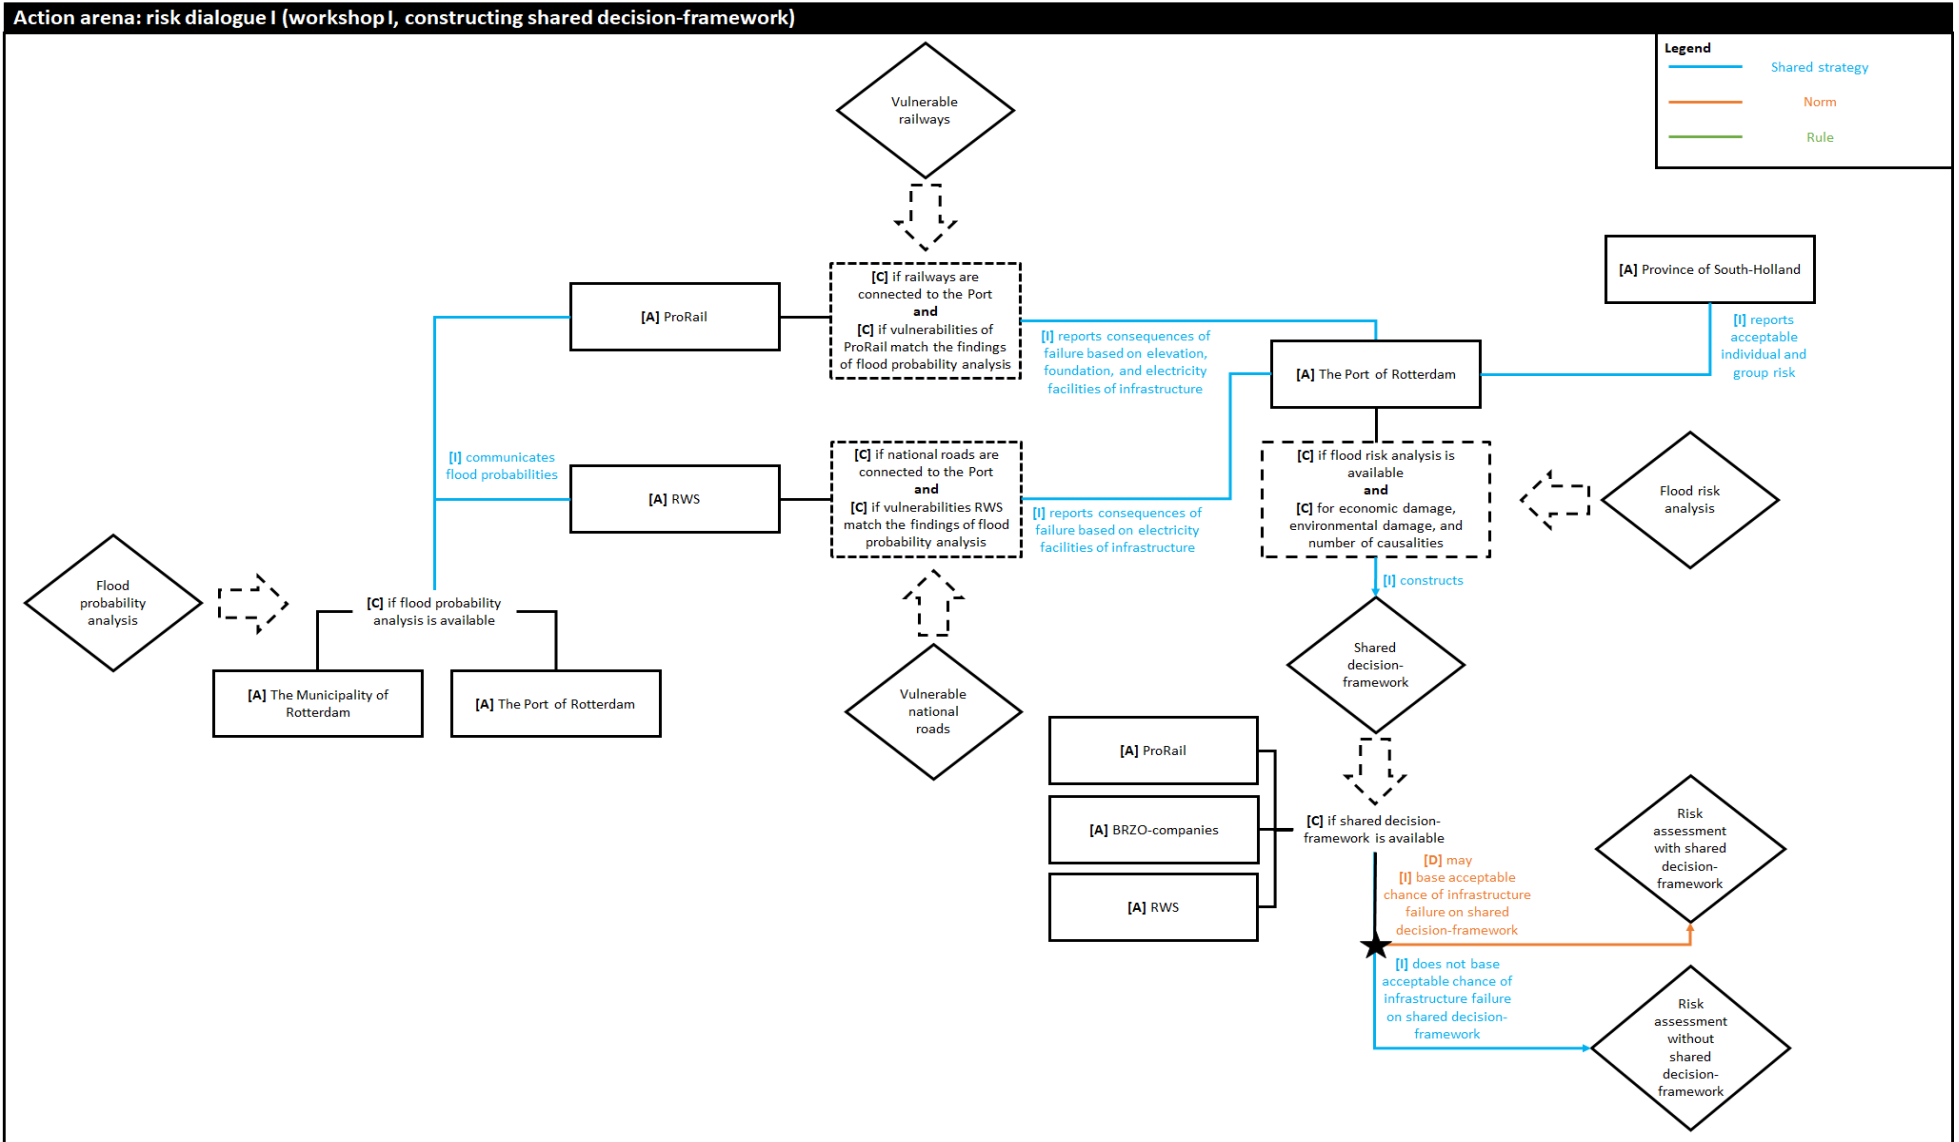 Action arena: risk dialogue I (workshop I, constructing shared decision-framework)
Legend
Shared strategy
Norm
Rule
Vulnerable
railways
[A] Province of South-Holland
[C] if railways are
connected to the Port
and
[C] if vulnerabilities of
ProRail match the findings
of flood probability analysis
[A] ProRail
[I] reports consequences of
failure based on elevation,
foundation, and electricity
facilities of infrastructure
[I] reports
acceptable
individual and
group risk
[A] The Port of Rotterdam
[I] communicates
flood probabilities
[A] RWS
[C] if national roads are
connected to the Port
and
[C] if vulnerabilities RWS
match the findings of flood
probability analysis
[I] reports consequences of
failure based on electricity
facilities of infrastructure
[C] if flood risk analysis is
available
and
[C] for economic damage,
environmental damage, and
number of causalities
Flood risk
analysis
[I] constructs
Flood
probability
analysis
[C] if flood probability
analysis is available
[A] The Municipality of
Rotterdam
[A] The Port of Rotterdam
Vulnerable
national
roads
Shared
decision-
framework
[A] ProRail
[A] BRZO-companies
[A] RWS
[C] if shared decision-
framework is available
[D] may
[I] base acceptable
chance of infrastructure
failure on shared
decision-framework
Risk
assessment
with shared
decision-
framework
[I] does not base
acceptable chance of
infrastructure failure
on shared decision-
framework
Risk
assessment
without
shared
decision-
framework